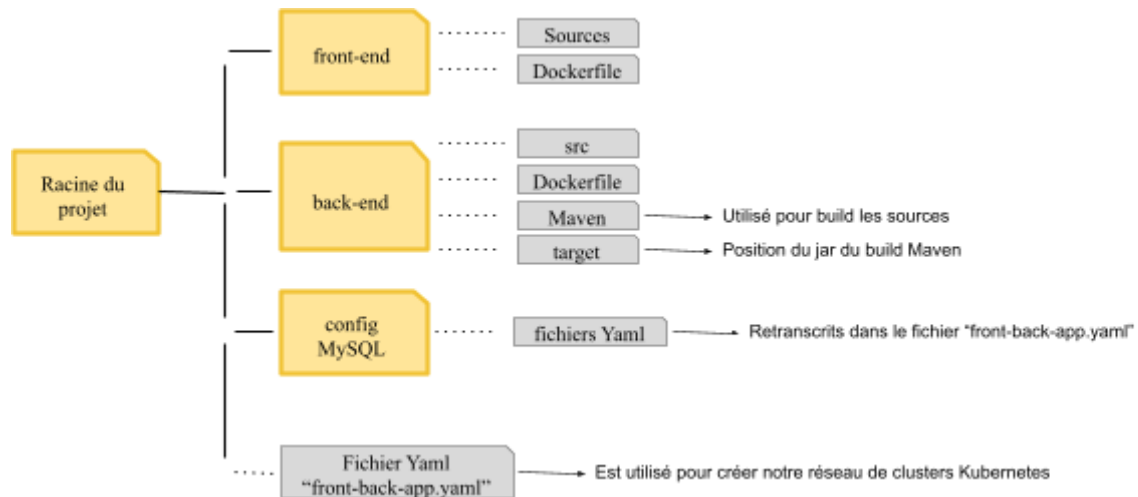 front-end
Sources
Dockerfile
Racine du
projet
back-end
src
Dockerfile
Maven
Utilisé pour build les sources
target
Position du jar du build Maven
config
MySQL
fichiers Yaml
Retranscrits dans le fichier “front-back-app.yaml”
Fichier Yaml
“front-back-app.yaml”
Est utilisé pour créer notre réseau de clusters Kubernetes